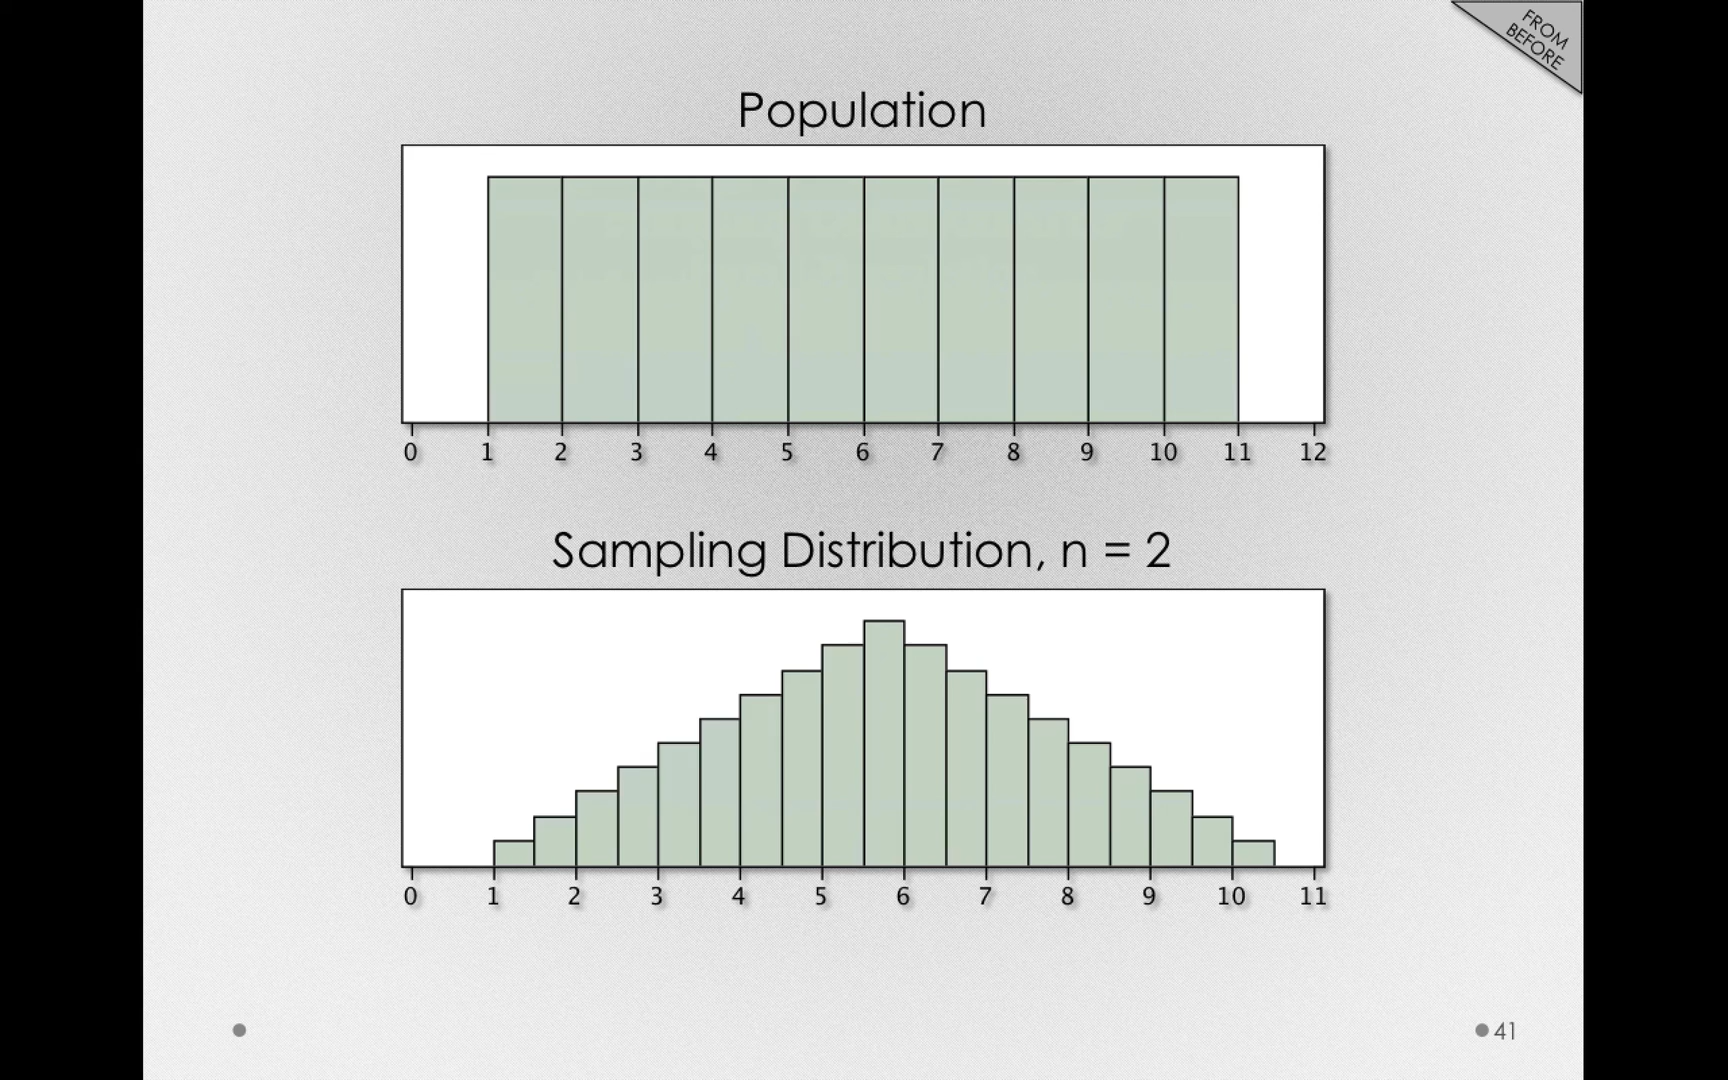 FROM
BEFORE
Population
0 1 2 3 4 5 6 7 8 9 10 11 12
Sampling Distribution, n = 2
0 1 2 3 4 5 6 7 8 9 10 11
41